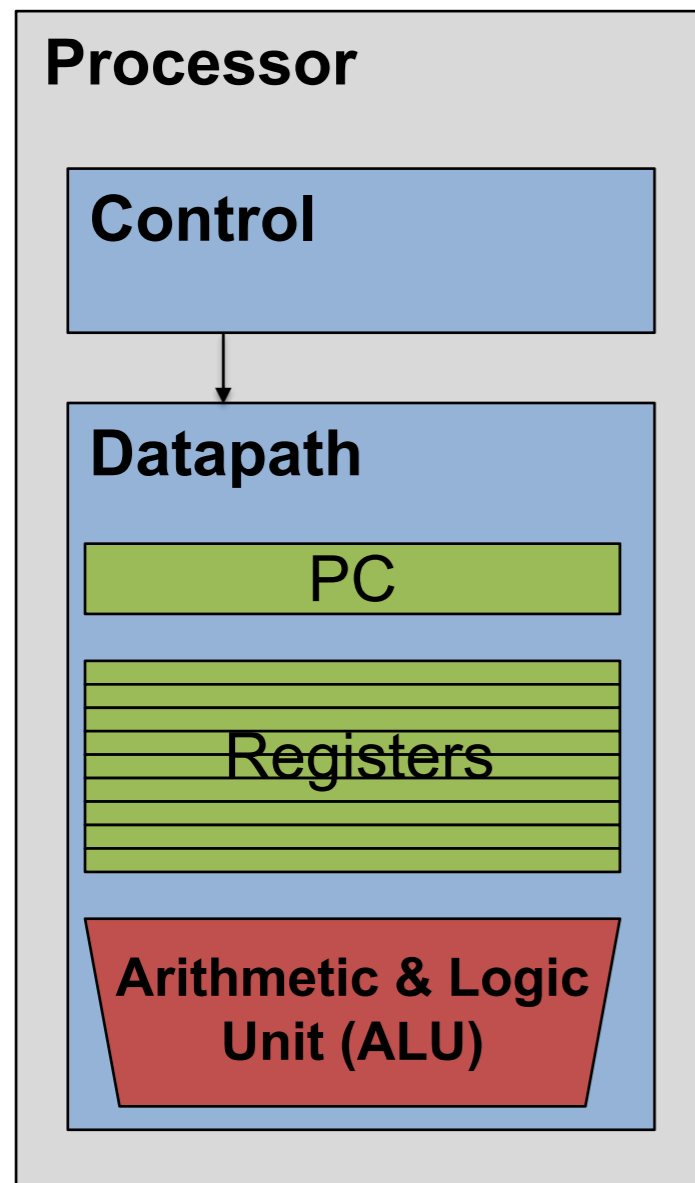 Processor
Control
Datapath
PC
Registers
Arithmetic & Logic
Unit (ALU)